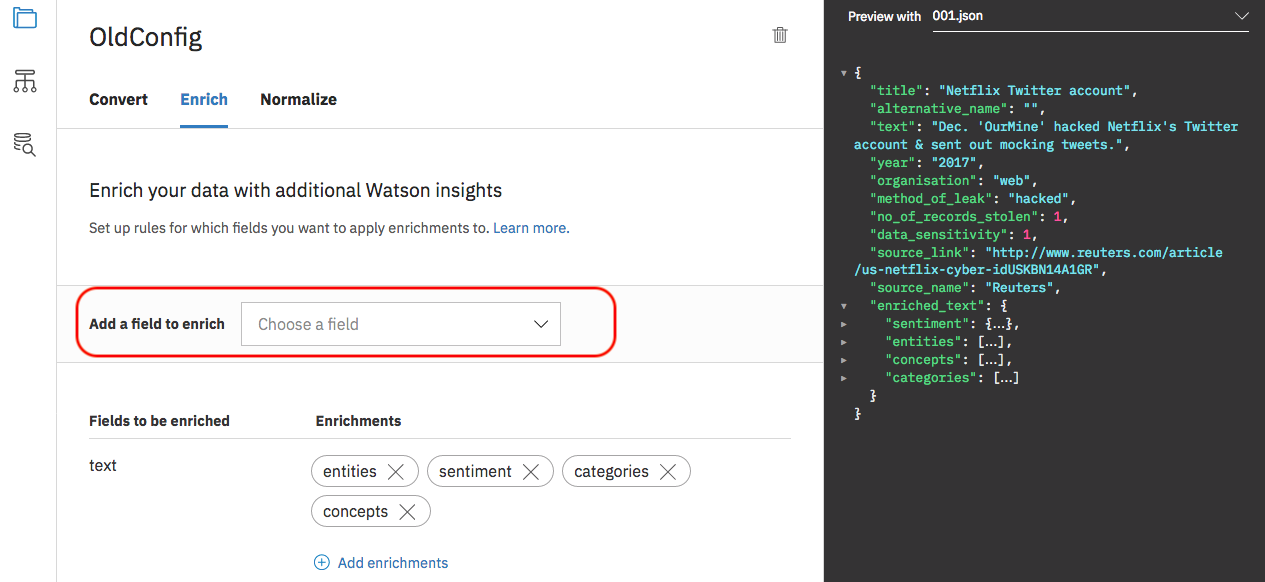 OldConfig
Convert Enrich Normalize
Enrich your data with additional Watson insights
Set up rules for which fields you want to apply enrichments to. Learn more.
Add a field to enrich Choose a field
Fields to be enriched Enrichments
text entities sentiment categories
concepts
Add enrichments
Preview with 001.json
{
"title": "Netflix Twitter account",
"alternative_name": "",
"text": "Dec. 'OurMine' hacked Netflix's Twitter
account & sent out mocking tweets.",
"year": "2017",
"organisation": "web",
"method_of_leak": "hacked",
"no_of_records_stolen": 1,
"data_sensitivity": 1,
"source_link": "http://www.reuters.com/article
/us-netflix-cyber-idUSKBN14A1GR",
"source_name": "Reuters",
"enriched_text": {
"sentiment": {…},
"entities": […],
"concepts": […],
"categories": […]
}
}